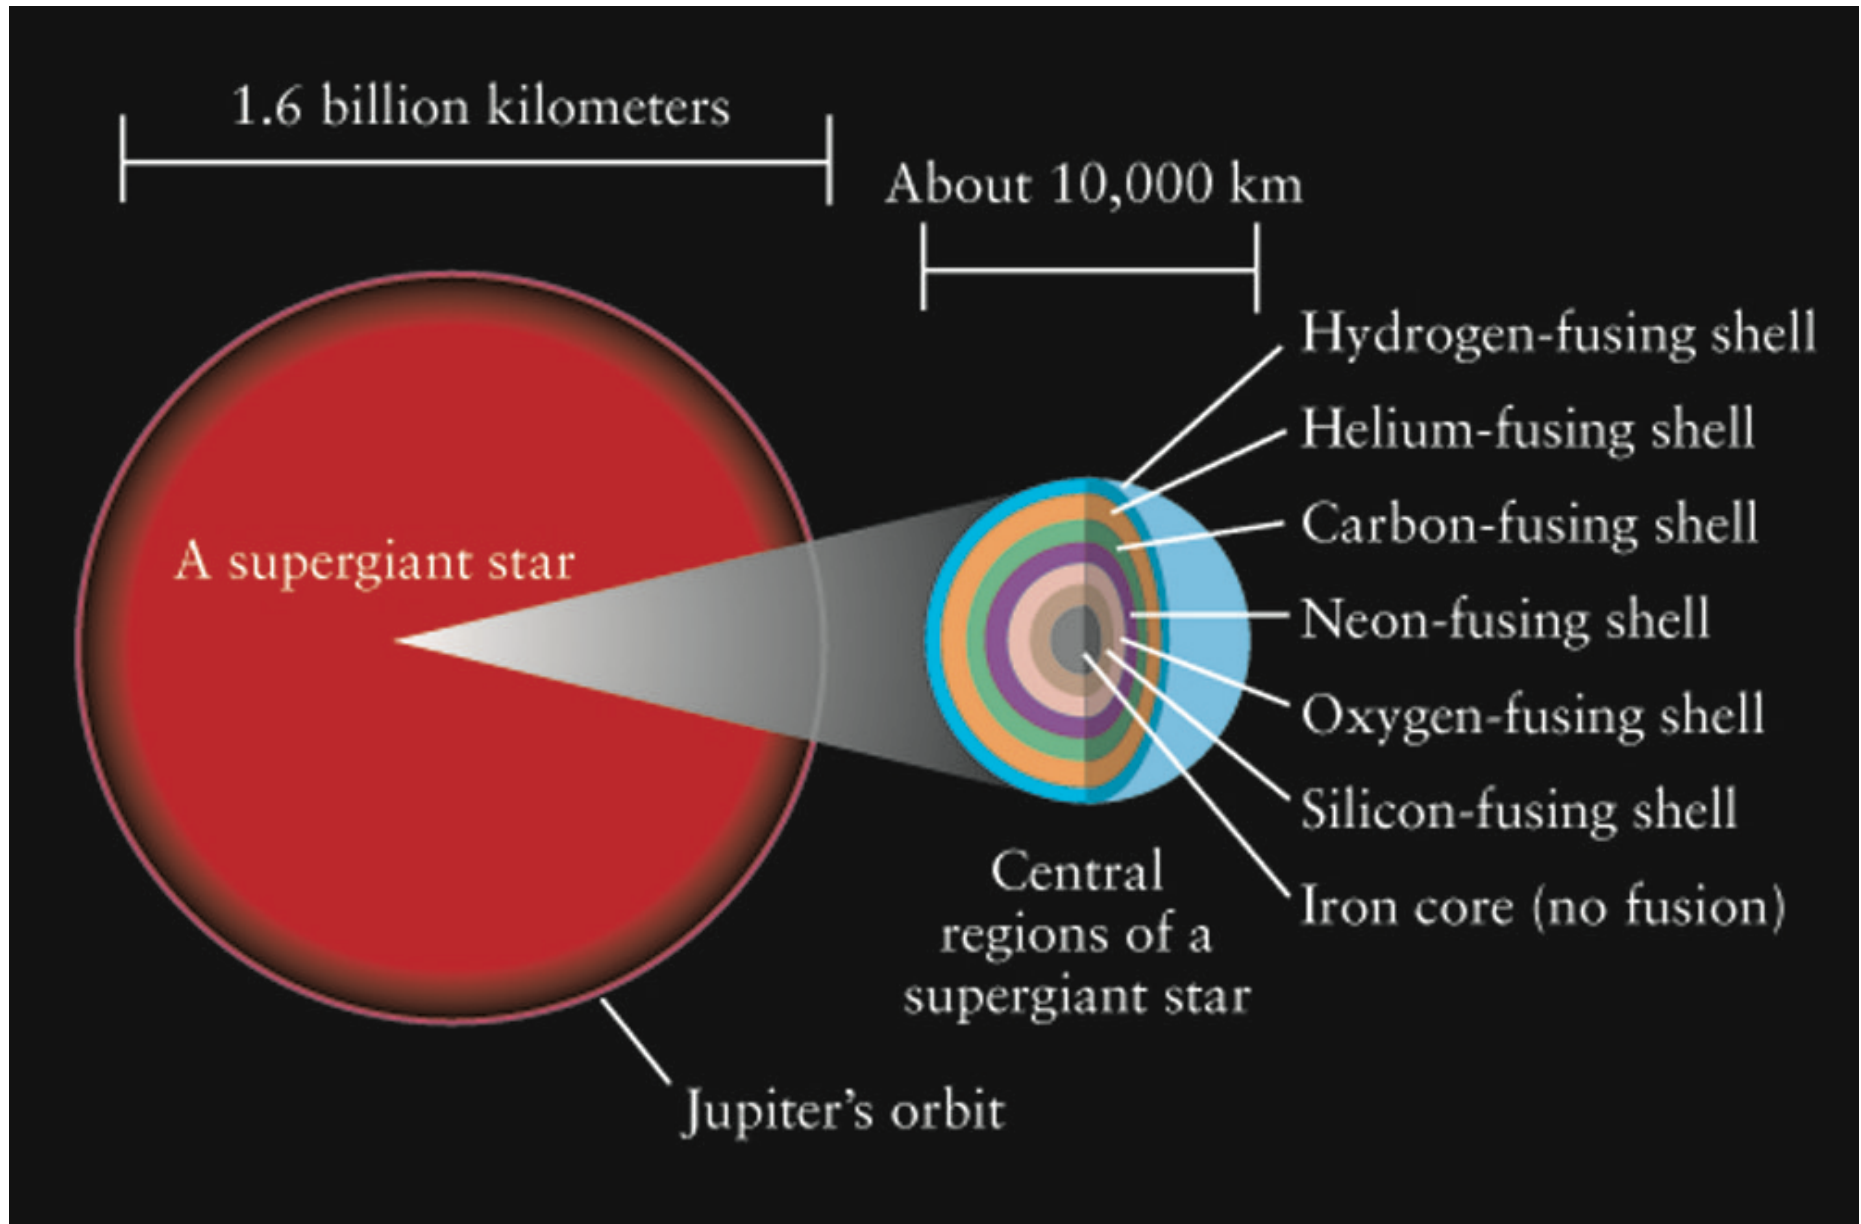 1.6 billion kilometers
About 10,000 km
Hydrogen-fusing shell
Helium-fusing shell
Carbon-fusing shell
A supergiant star
Neon-fusing shell
Oxygen-fusing shell
Silicon-fusing shell
Central
regions of a
supergiant star
Iron core (no fusion)
Jupiter’s orbit